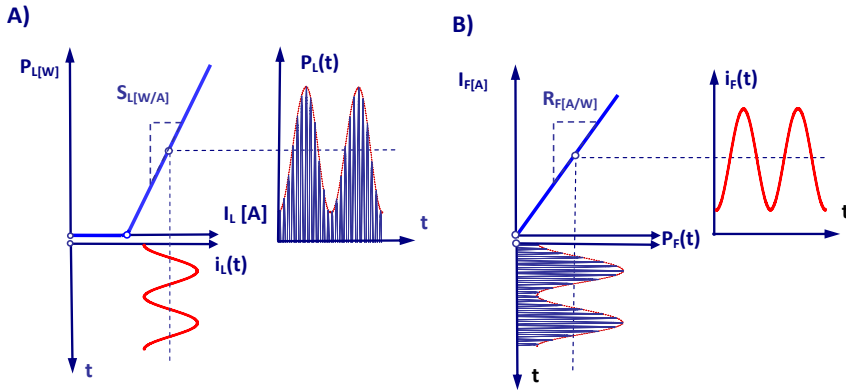 A)
P_L[W]
S_L[W/A]
P_L(t)
I_L [A]
t
i_L(t)
t
B)
I_F[A]
R_F[A/W]
i_F(t)
t
P_F(t)
t